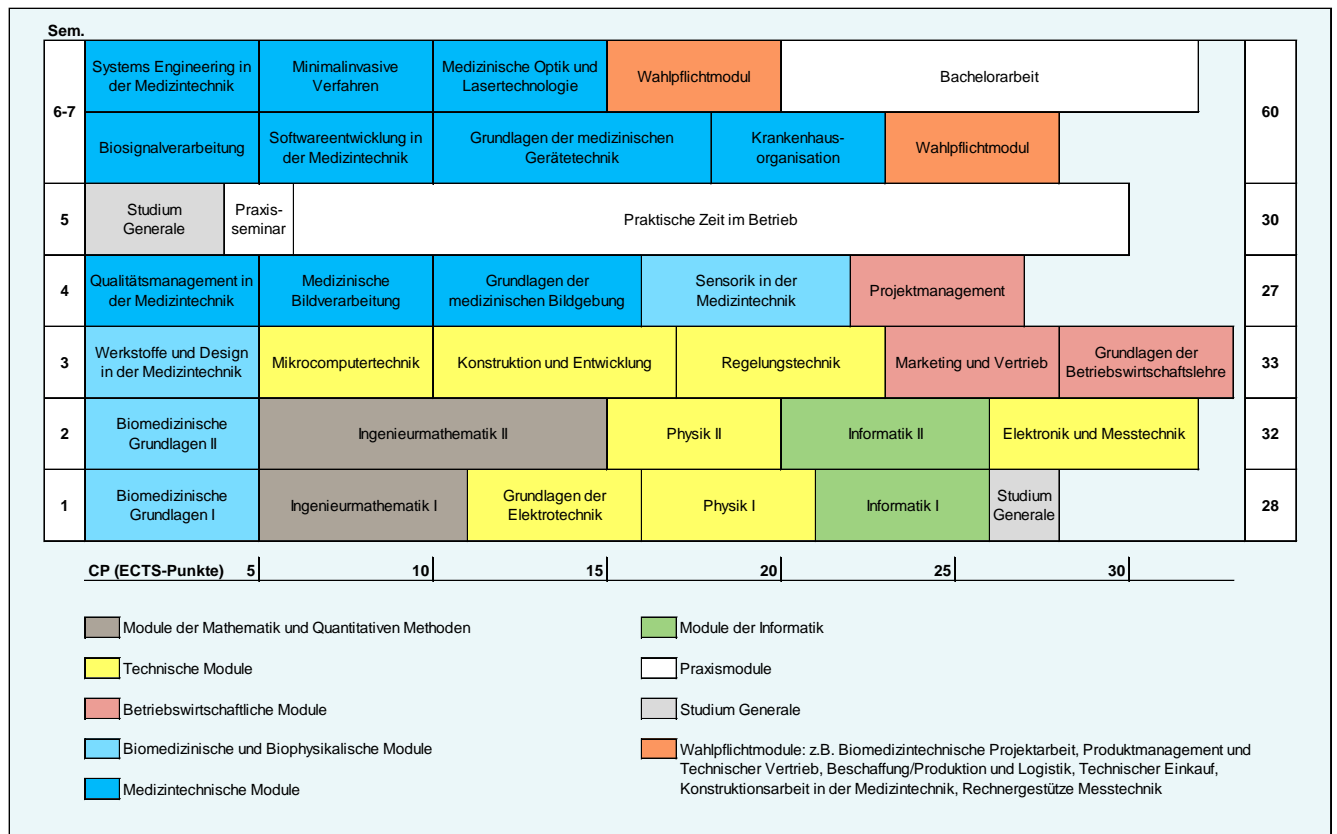 Sem.
6-7
Systems Engineering in
der Medizintechnik
Minimalinvasive
Verfahren
Medizinische Optik und
Lasertechnologie
Wahlpflichtmodul
Bachelorarbeit
60
Biosignalverarbeitung
Softwareentwicklung in
der Medizintechnik
Grundlagen der medizinischen
Gerätetechnik
Krankenhaus-
organisation
Wahlpflichtmodul
5
Studium
Generale
Praxis-
seminar
Praktische Zeit im Betrieb
30
4
Qualitätsmanagement in
der Medizintechnik
Medizinische
Bildverarbeitung
Grundlagen der
medizinischen Bildgebung
Sensorik in der
Medizintechnik
Projektmanagement
27
3
Werkstoffe und Design
in der Medizintechnik
Mikrocomputertechnik
Konstruktion und Entwicklung
Regelungstechnik
Marketing und Vertrieb
Grundlagen der
Betriebswirtschaftslehre
33
2
Biomedizinische
Grundlagen II
Ingenieurmathematik II
Physik II
Informatik II
Elektronik und Messtechnik
32
1
Biomedizinische
Grundlagen I
Ingenieurmathematik I
Grundlagen der
Elektrotechnik
Physik I
Informatik I
Studium
Generale
28
CP (ECTS-Punkte) 5 10 15 20 25 30
Module der Mathematik und Quantitativen Methoden
Technische Module
Betriebswirtschaftliche Module
Biomedizinische und Biophysikalische Module
Medizintechnische Module
Module der Informatik
Praxismodule
Studium Generale
Wahlpflichtmodule: z.B. Biomedizintechnische Projektarbeit, Produktmanagement und
Technischer Vertrieb, Beschaffung/Produktion und Logistik, Technischer Einkauf,
Konstruktionsarbeit in der Medizintechnik, Rechnergestütze Messtechnik